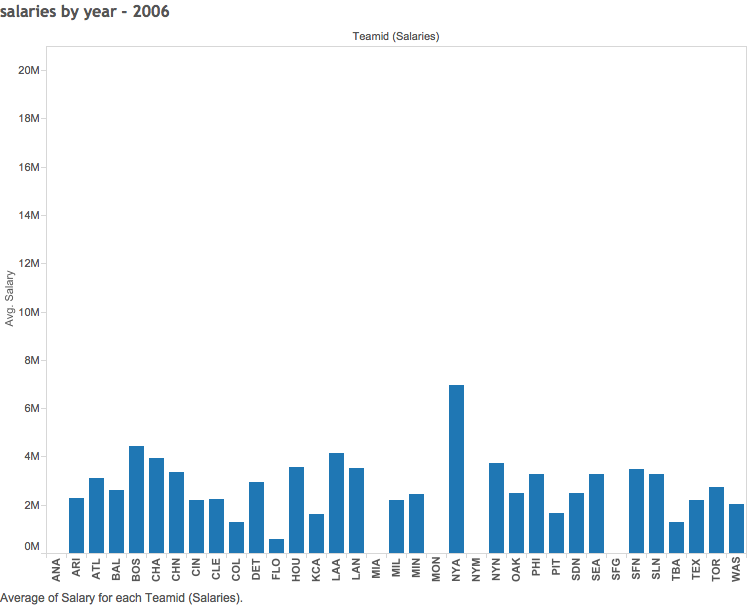 salaries by year - 2006
Teamid (Salaries)
20M
18M
16M
14M
12M
10M
8M
6M
4M
2M
0M
Avg. Salary
ANA
ARI
ATL
BAL
BOS
CHA
CHN
CIN
CLE
COL
DET
FLO
HOU
KCA
LAA
LAN
MIA
MIL
MIN
MON
NYA
NYM
NYN
OAK
PHI
PIT
SDN
SEA
SFG
SFN
SLN
TBA
TEX
TOR
WAS
Average of Salary for each Teamid (Salaries).